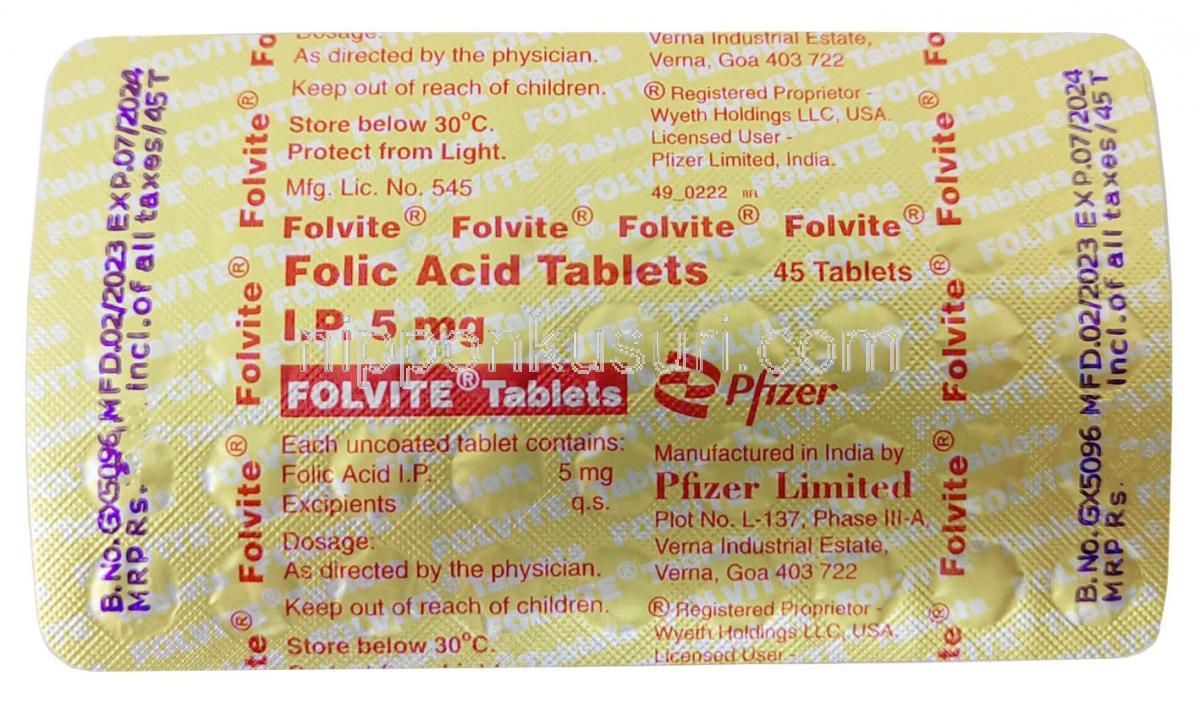 Dosage:
As directed by the physician.
Keep out of reach of children.
Store below 30°C.
Protect from Light.
Mfg. Lic. No. 545
Verna Industrial Estate,
Verna, Goa 403 722
® Registered Proprietor -
Wyeth Holdings LLC, USA.
Licensed User -
Pfizer Limited, India.
49_0222 RFL
Folvite® Folvite® Folvite® Folvite®
Folic Acid Tablets 45 Tablets
I.P. 5 mg
nipponkusuri.com
FOLVITE® Tablets
Pfizer
Each uncoated tablet contains:
Folic Acid I.P. 5 mg
Excipients q.s.
Dosage:
As directed by the physician.
Keep out of reach of children.
Store below 30°C.
Manufactured in India by
Pfizer Limited
Plot No. L-137, Phase III-A,
Verna Industrial Estate,
Verna, Goa 403 722
® Registered Proprietor -
Wyeth Holdings LLC, USA.
Licensed User -
B.NO.GX5096 MFD.02/2023 EXP.07/2024
MRP Rs. incl.of all taxes/45T
Folvite® Folvite® Folvite®
Folvite® Folvite® Folvite®
B.NO.GX5096 MFD.02/2023 EXP.07/2024
MRP Rs. incl.of all taxes/45T
FOLVITE® Tablets